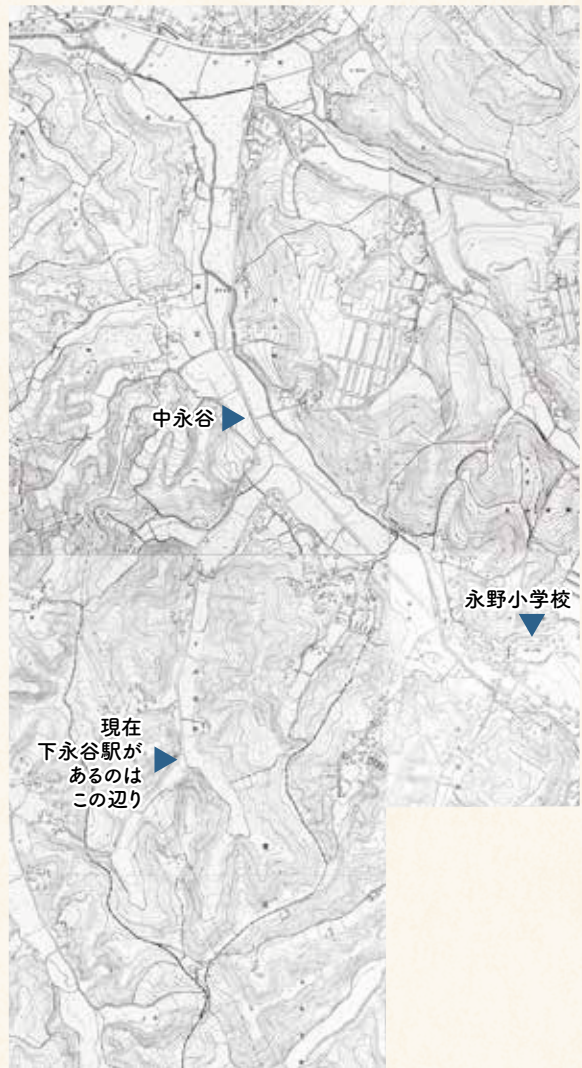 中永谷
永野小学校
現在
下永谷駅が
あるのは
この辺り